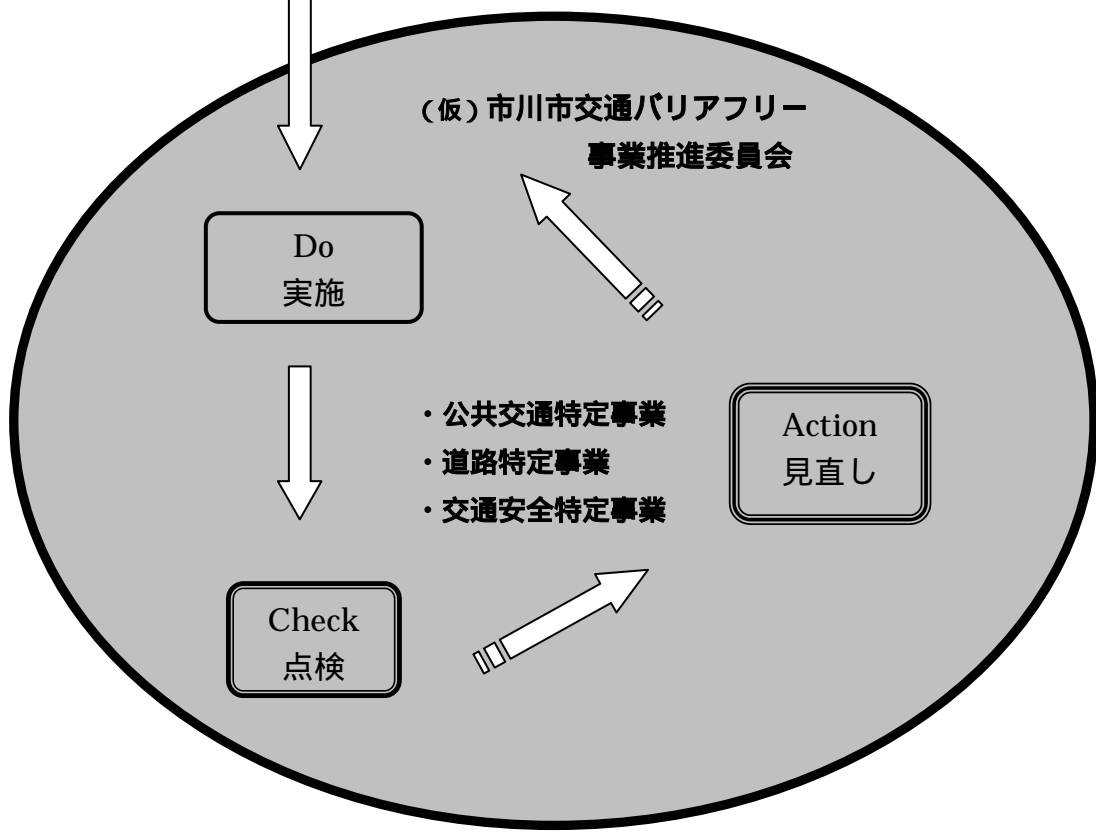 (仮)市川市交通バリアフリー
事業推進委員会
Do
実施
・公共交通特定事業
・道路特定事業
・交通安全特定事業
Action
見直し
Check
点検